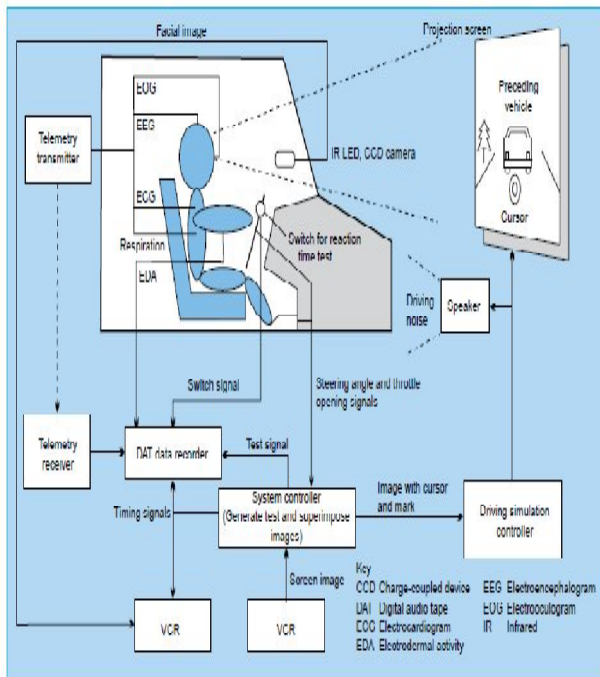 Facial image
Projection screen
EOG
EEG
Telemetry
transmitter
Preceding
vehicle
IR LED, CCD camera
ECG
Cursor
Switch for reaction
time test
Respiration
EDA
Driving
noise
Speaker
Switch signal
Steering angle and throttle
opening signals
Telemetry
receiver
DAT data recorder
Test signal
System controller
(Generate test and superimpose
images)
Image with cursor
and mark
Driving simulation
controller
Timing signals
Screen image
VCR
VCR
Key
CCD Charge-coupled device
DAT Digital audio tape
ECG Electrocardiogram
EDA Electrodermal activity
EEG Electroencephalogram
EOG Electrooculogram
IR Infrared